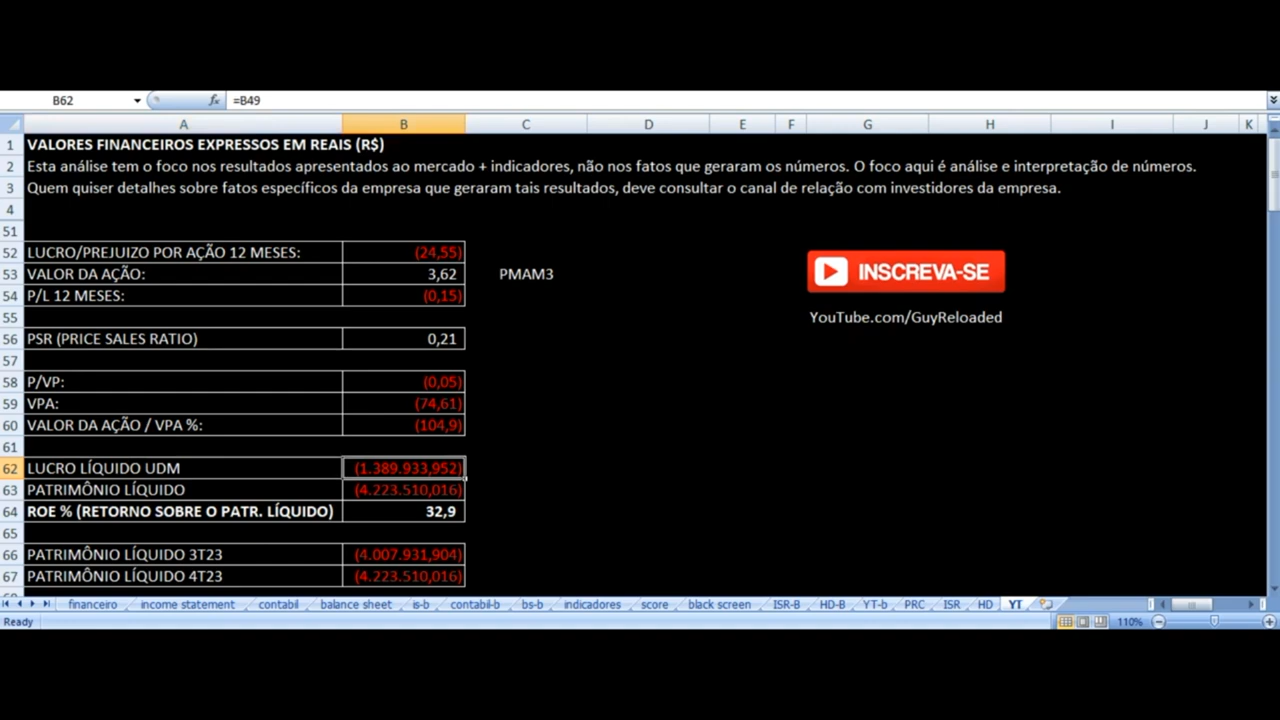 B62 fx =B49
A B C D E F G H I J K
1 VALORES FINANCEIROS EXPRESSOS EM REAIS (R$)
2 Esta análise tem o foco nos resultados apresentados ao mercado + indicadores, não nos fatos que geraram os números. O foco aqui é análise e interpretação de números.
3 Quem quiser detalhes sobre fatos específicos da empresa que geraram tais resultados, deve consultar o canal de relação com investidores da empresa.
4
51
52 LUCRO/PREJUIZO POR AÇÃO 12 MESES: (24,55)
53 VALOR DA AÇÃO: 3,62 PMAM3
INSCREVA-SE
54 P/L 12 MESES: (0,15)
55
YouTube.com/GuyReloaded
56 PSR (PRICE SALES RATIO) 0,21
57
58 P/VP: (0,05)
59 VPA: (74,61)
60 VALOR DA AÇÃO / VPA %: (104,9)
61
62 LUCRO LÍQUIDO UDM (1.389.933,952)
63 PATRIMÔNIO LÍQUIDO (4.223.510,016)
64 ROE % (RETORNO SOBRE O PATR. LÍQUIDO) 32,9
65
66 PATRIMÔNIO LÍQUIDO 3T23 (4.007.931,904)
67 PATRIMÔNIO LÍQUIDO 4T23 (4.223.510,016)
financeiro income statement contabil balance sheet is-b contabil-b bs-b indicadores score black screen ISR-B HD-B YT-b PRC ISR HD YT
Ready 110%